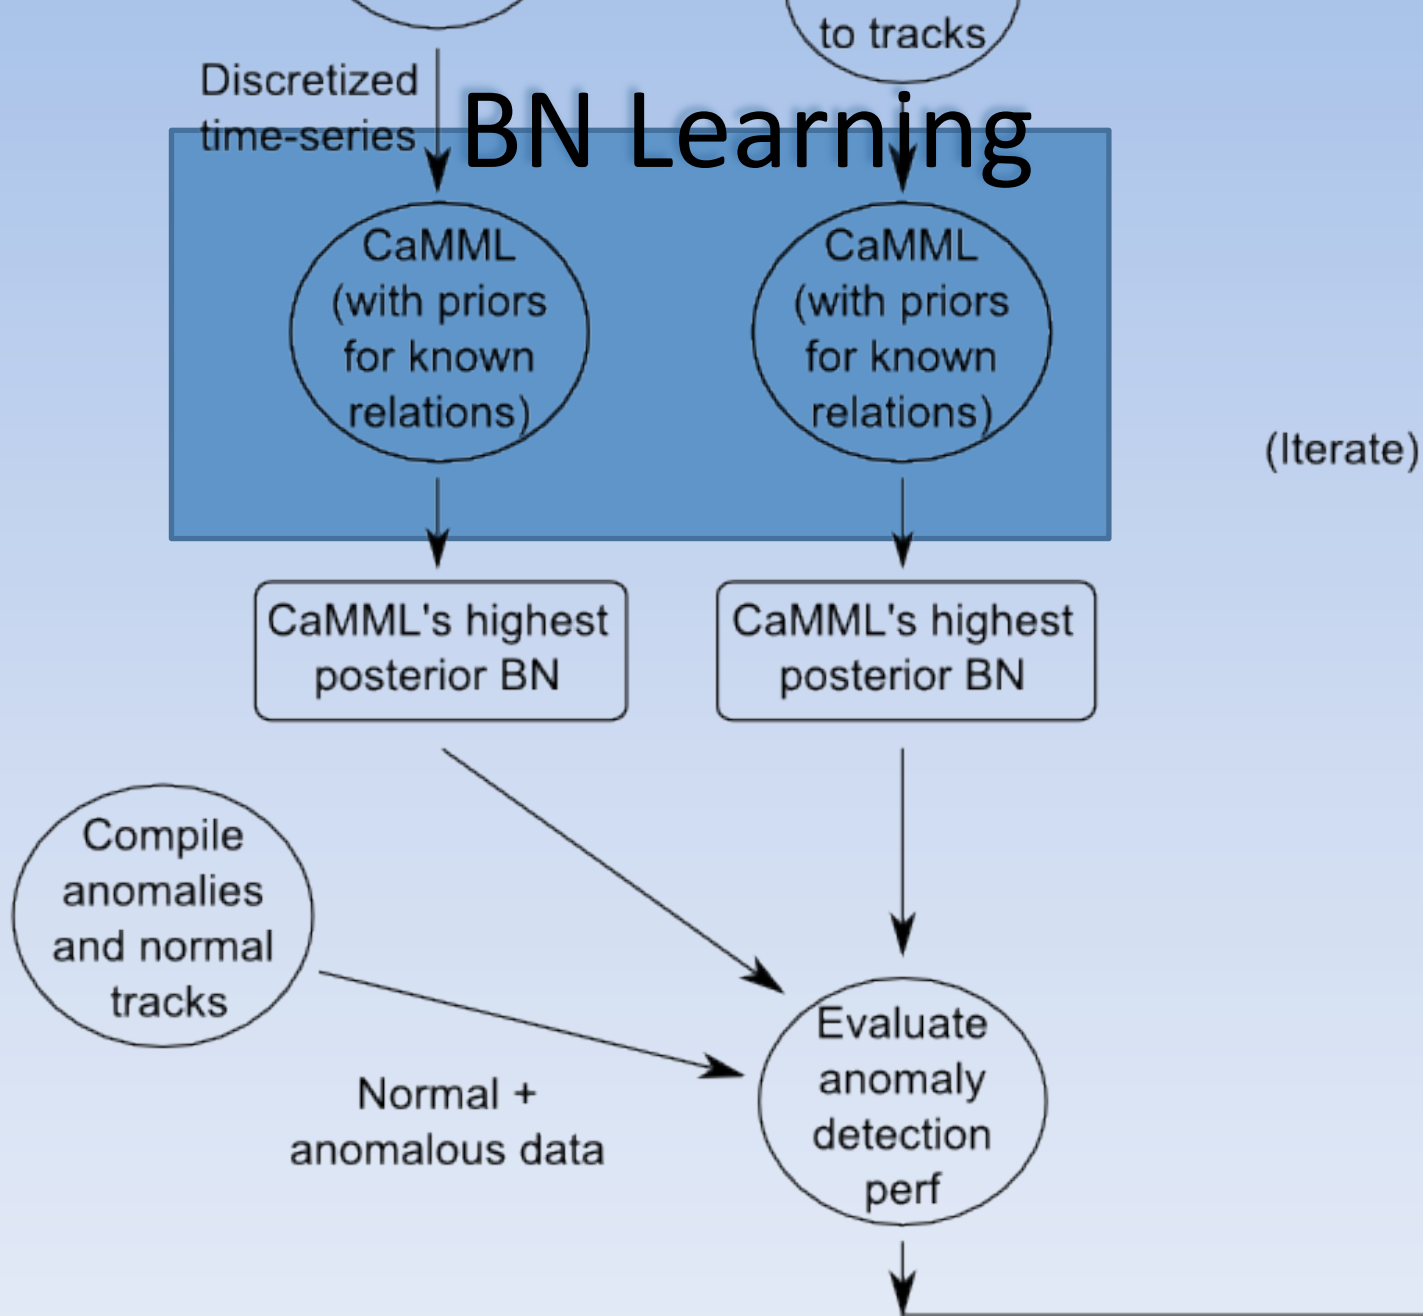 to tracks
Discretized
time-series
BN Learning
CaMML
(with priors
for known
relations)
CaMML
(with priors
for known
relations)
(Iterate)
CaMML's highest
posterior BN
CaMML's highest
posterior BN
Compile
anomalies
and normal
tracks
Normal +
anomalous data
Evaluate
anomaly
detection
perf